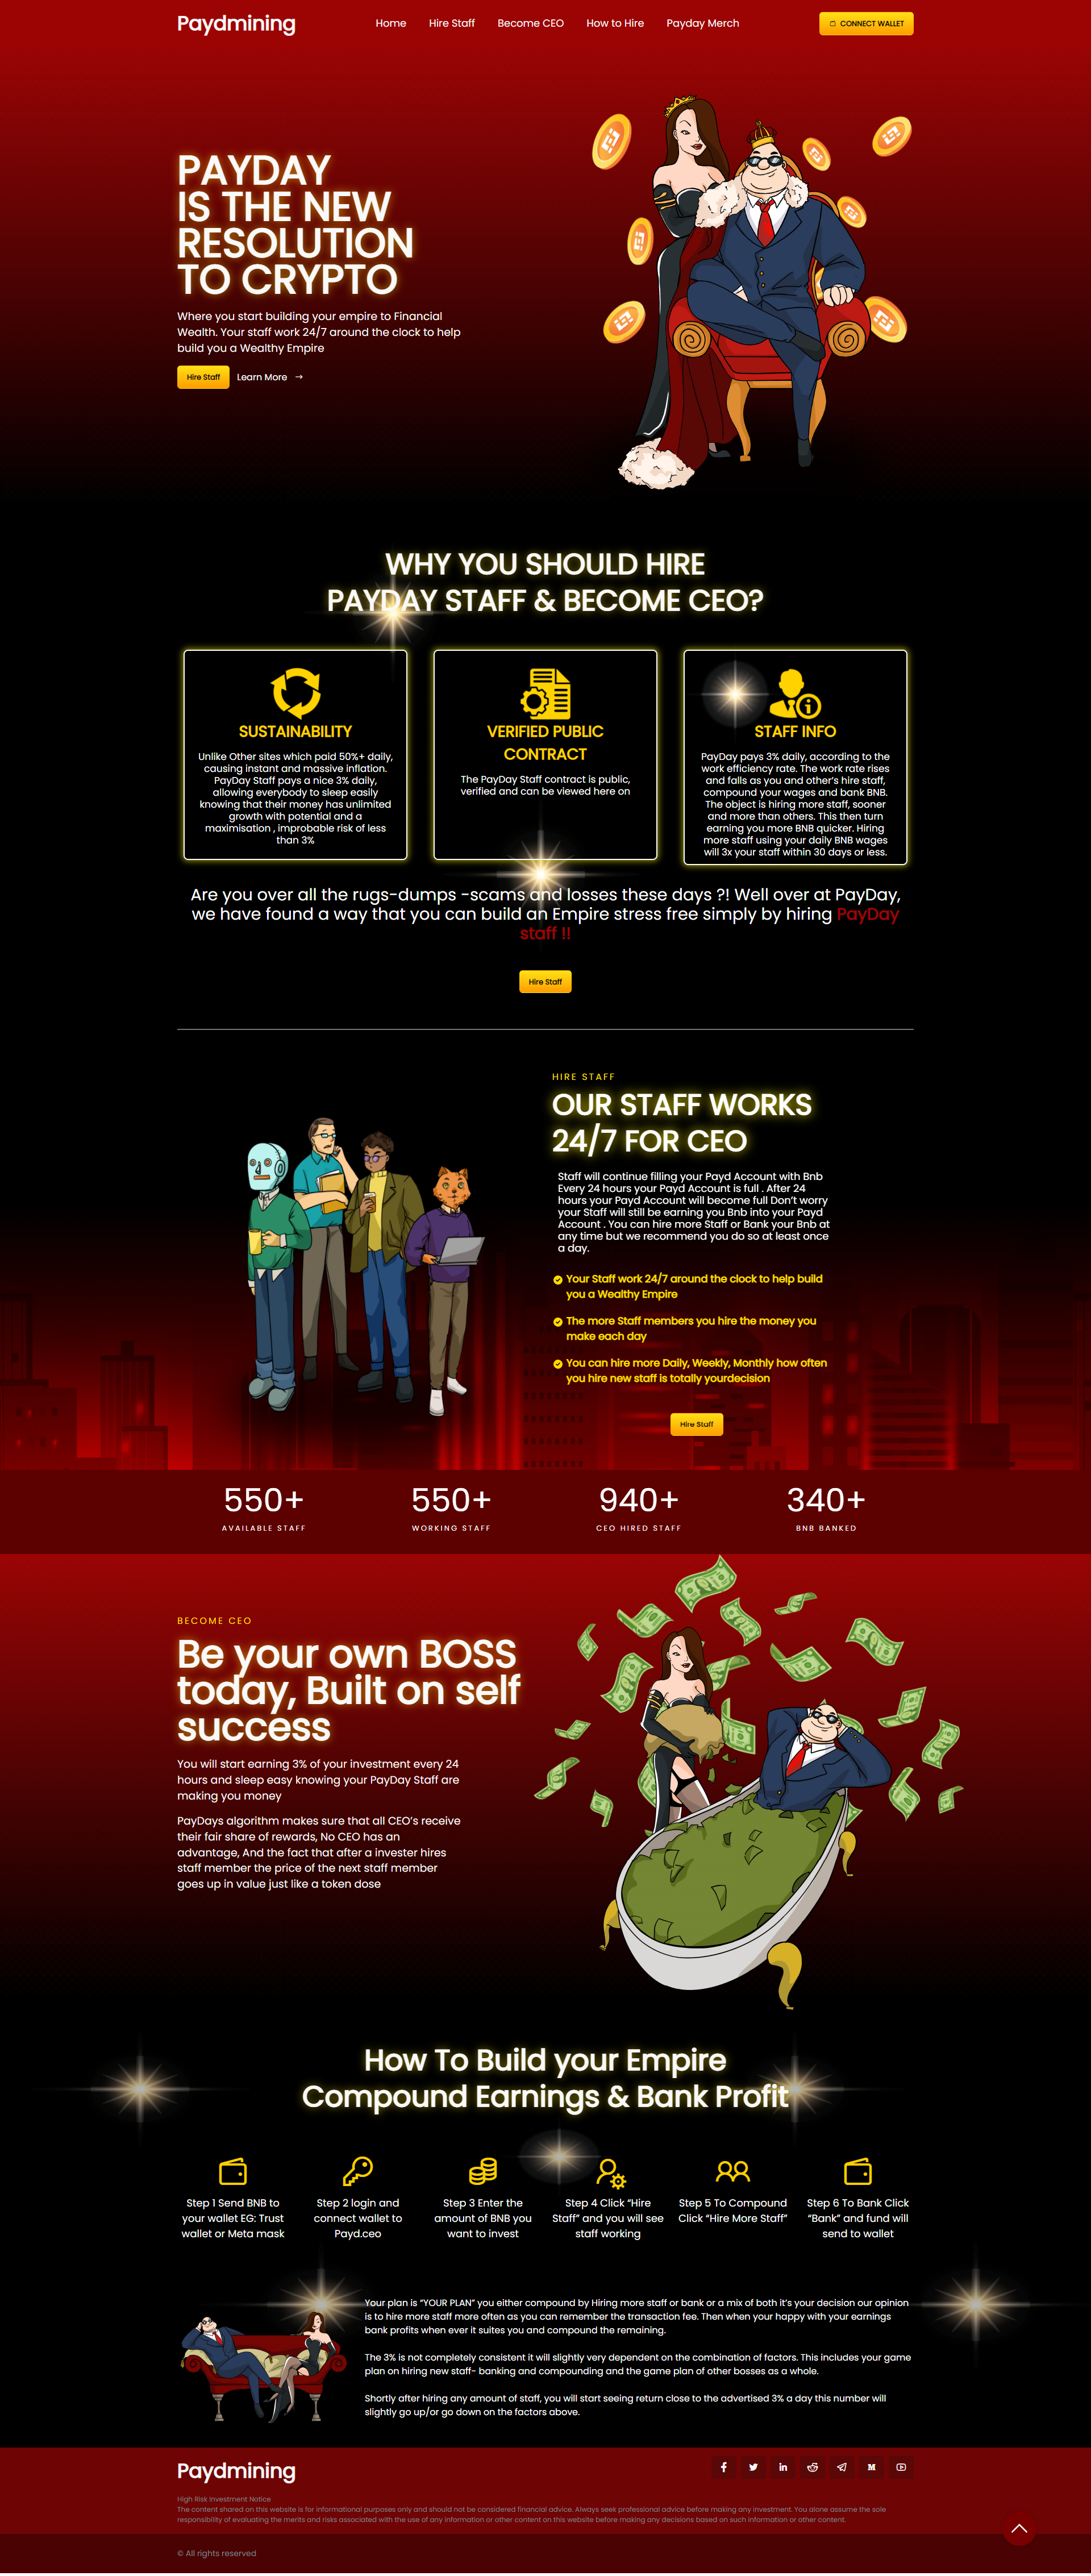 Paydmining
Home
Hire Staff
Become CEO
How to Hire
Payday Merch
CONNECT WALLET
PAYDAY
IS THE NEW
RESOLUTION
TO CRYPTO
Where you start building your empire to Financial
Wealth. Your staff work 24/7 around the clock to help
build you a Wealthy Empire
Hire Staff
Learn More →
WHY YOU SHOULD HIRE
PAYDAY STAFF & BECOME CEO?
SUSTAINABILITY
Unlike Other sites which paid 50%+ daily,
causing instant and massive inflation.
PayDay Staff pays a nice 3% daily,
allowing everybody to sleep easily
knowing that their money has unlimited
growth with potential and a
maximisation , improbable risk of less
than 3%
VERIFIED PUBLIC
CONTRACT
The PayDay Staff contract is public,
verified and can be viewed here on
STAFF INFO
PayDay pays 3% daily, according to the
work efficiency rate. The work rate rises
and falls as you and other's hire staff,
compound your wages and bank BNB.
The object is hiring more staff, sooner
and more than others. This then turn
earning you more BNB quicker. Hiring
more staff using your daily BNB wages
will 3x your staff within 30 days or less.
Are you over all the rugs-dumps -scams and losses these days ?! Well over at PayDay,
we have found a way that you can build an Empire stress free simply by hiring PayDay
staff !!
Hire Staff
HIRE STAFF
OUR STAFF WORKS
24/7 FOR CEO
Staff will continue filling your Payd Account with Bnb
Every 24 hours your Payd Account is full . After 24
hours your Payd Account will become full Don't worry
your Staff will still be earning you Bnb into your Payd
Account . You can hire more Staff or Bank your Bnb at
any time but we recommend you do so at least once
a day.
Your Staff work 24/7 around the clock to help build
you a Wealthy Empire
The more Staff members you hire the money you
make each day
You can hire more Daily, Weekly, Monthly how often
you hire new staff is totally yourdecision
Hire Staff
550+
AVAILABLE STAFF
550+
WORKING STAFF
940+
CEO HIRED STAFF
340+
BNB BANKED
BECOME CEO
Be your own BOSS
today, Built on self
success
You will start earning 3% of your investment every 24
hours and sleep easy knowing your PayDay Staff are
making you money
PayDays algorithm makes sure that all CEO's receive
their fair share of rewards, No CEO has an
advantage, And the fact that after a invester hires
staff member the price of the next staff member
goes up in value just like a token dose
How To Build your Empire
Compound Earnings & Bank Profit
Step 1 Send BNB to
your wallet EG: Trust
wallet or Meta mask
Step 2 login and
connect wallet to
Payd.ceo
Step 3 Enter the
amount of BNB you
want to invest
Step 4 Click “Hire
Staff” and you will see
staff working
Step 5 To Compound
Click “Hire More Staff”
Step 6 To Bank Click
“Bank” and fund will
send to wallet
Your plan is “YOUR PLAN” you either compound by Hiring more staff or bank or a mix of both it's your decision our opinion
is to hire more staff more often as you can remember the transaction fee. Then when your happy with your earnings
bank profits when ever it suites you and compound the remaining.
The 3% is not completely consistent it will slightly very dependent on the combination of factors. This includes your game
plan on hiring new staff- banking and compounding and the game plan of other bosses as a whole.
Shortly after hiring any amount of staff, you will start seeing return close to the advertised 3% a day this number will
slightly go up/or go down on the factors above.
Paydmining
High Risk Investment Notice
The content shared on this website is for informational purposes only and should not be considered financial advice. Always seek professional advice before making any investment. You alone assume the sole
responsibility of evaluating the merits and risks associated with the use of any information or other content on this website before making any decisions based on such information or other content.
© All rights reserved